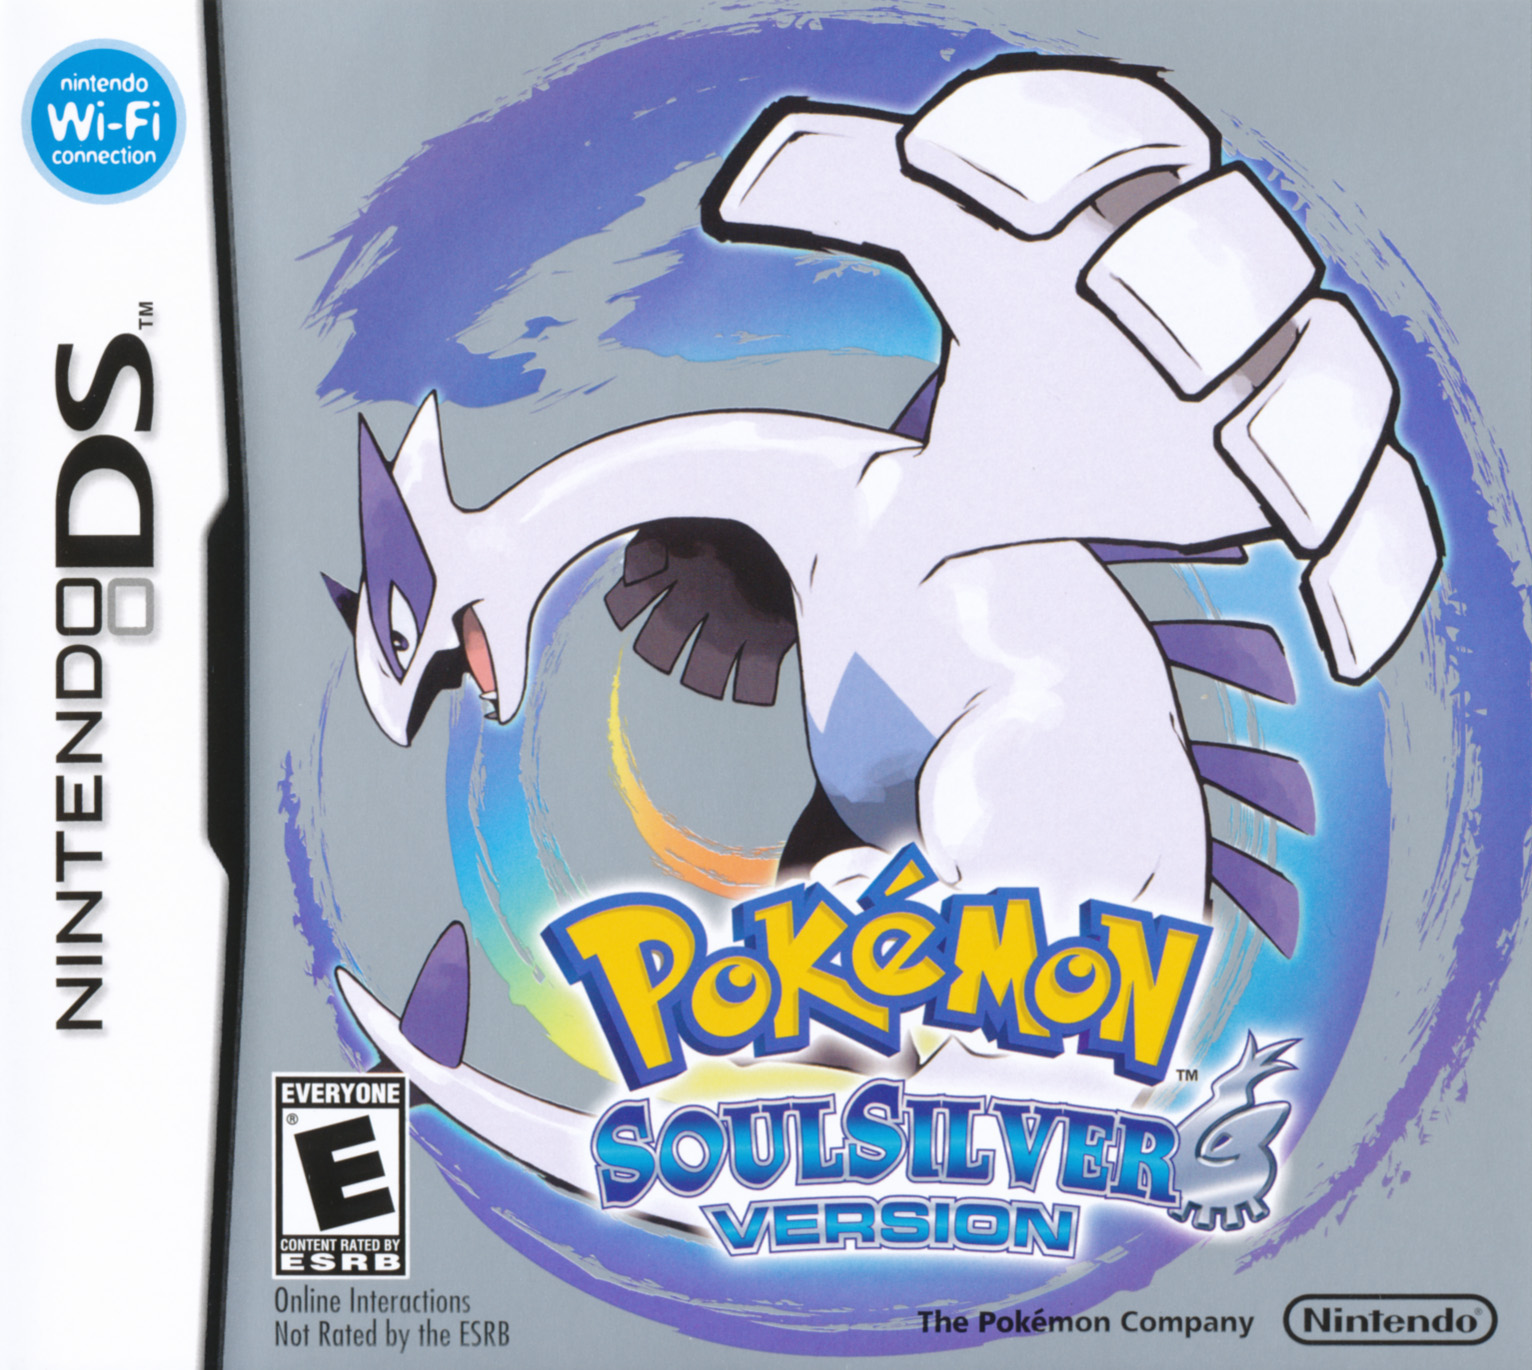 nintendo
Wi-Fi
connection
NINTENDO DS™
POKéMON™
SOULSILVER
VERSION
EVERYONE
®
E
CONTENT RATED BY
ESRB
Online Interactions
Not Rated by the ESRB
The Pokémon Company
Nintendo®